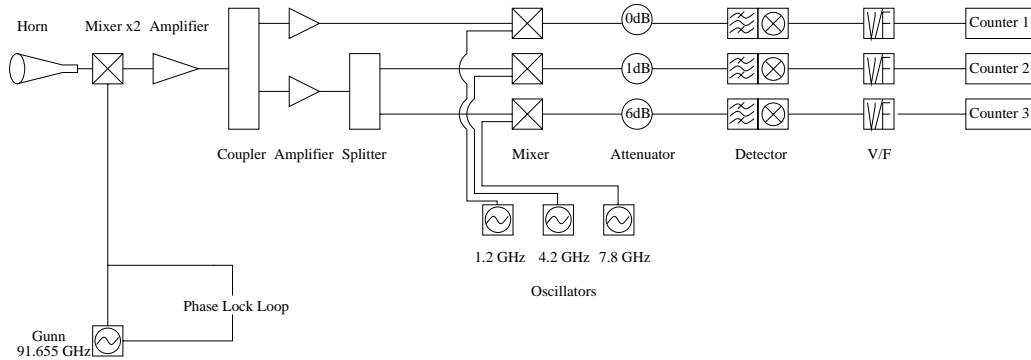 Horn
Mixer x2
Amplifier
0dB
Counter 1
1dB
Counter 2
6dB
Counter 3
Coupler
Amplifier
Splitter
Mixer
Attenuator
Detector
V/F
1.2 GHz
4.2 GHz
7.8 GHz
Oscillators
Phase Lock Loop
Gunn
91.655 GHz